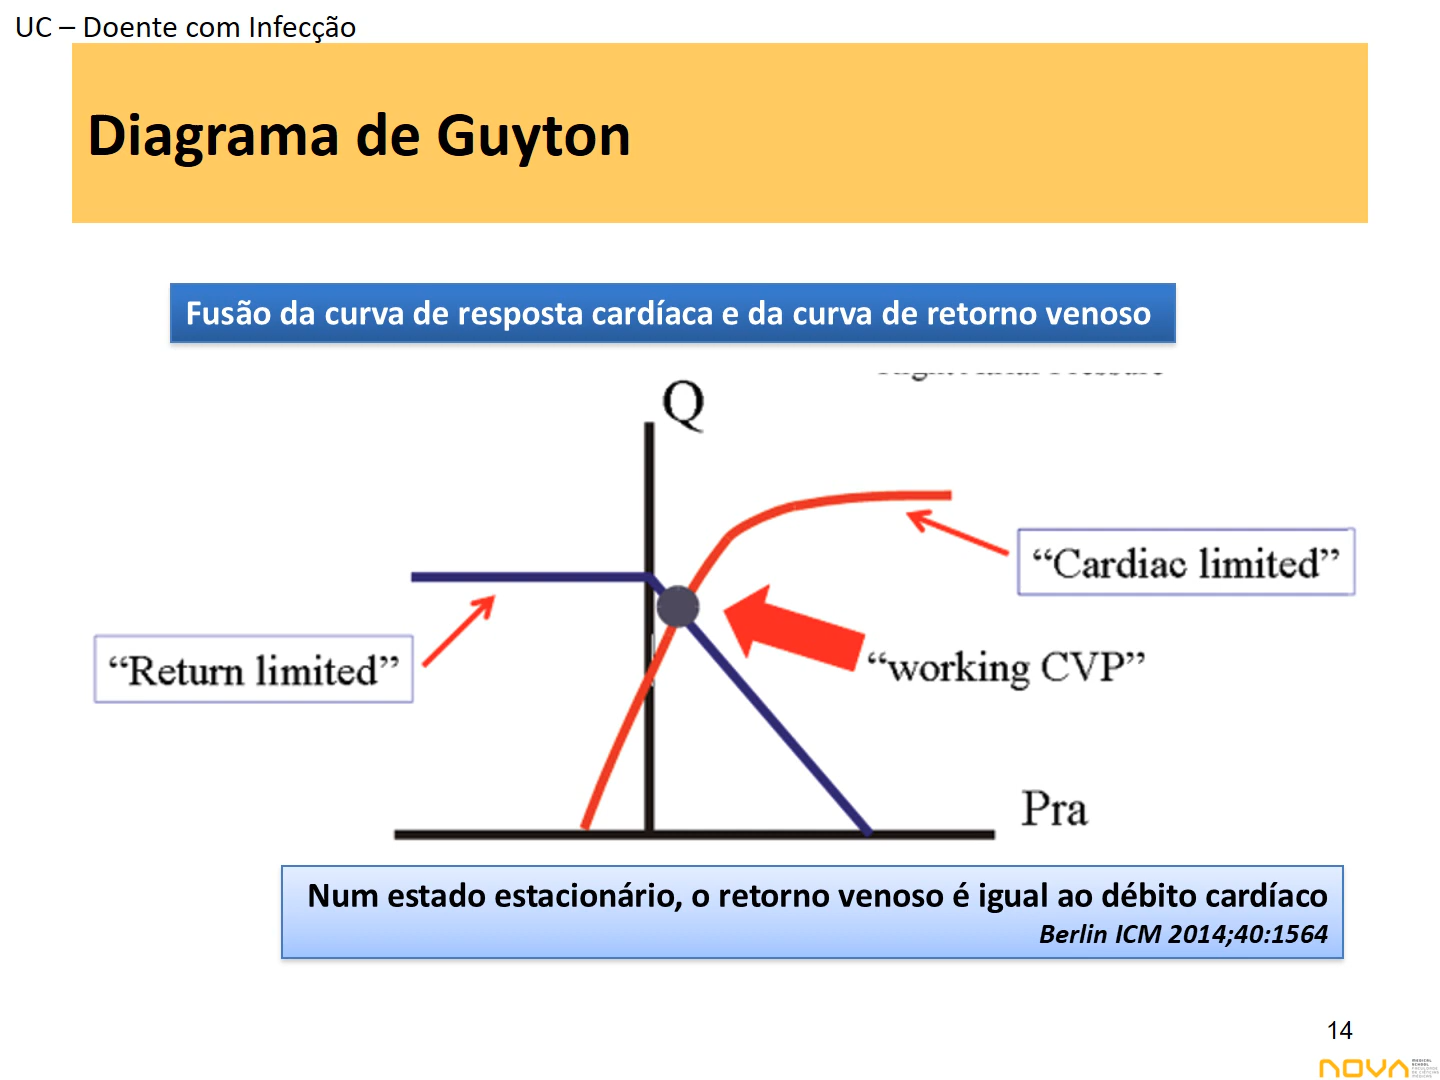 UC – Doente com Infecção
Diagrama de Guyton
Fusão da curva de resposta cardíaca e da curva de retorno venoso
Q
“Cardiac limited”
“Return limited”
“working CVP”
Pra
Num estado estacionário, o retorno venoso é igual ao débito cardíaco
Berlin ICM 2014;40:1564
14
NOVA
MEDICAL
SCHOOL